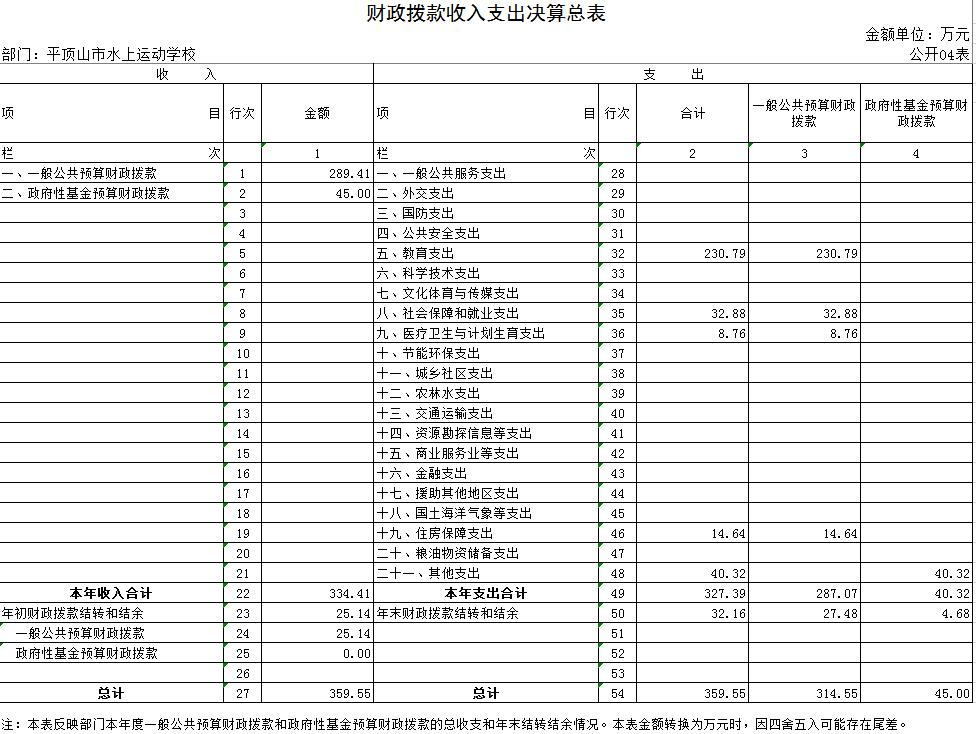 财政拨款收入支出决算总表
金额单位：万元
部门：平顶山市水上运动学校 公开04表
收 入 支 出
项 目 行次 金额 项 目 行次 合计 一般公共预算财政拨款 政府性基金预算财政拨款
栏 次 1 栏 次 2 3 4
一、一般公共预算财政拨款 1 289.41 一、一般公共服务支出 28
二、政府性基金预算财政拨款 2 45.00 二、外交支出 29
3 三、国防支出 30
4 四、公共安全支出 31
5 五、教育支出 32 230.79 230.79
6 六、科学技术支出 33
7 七、文化体育与传媒支出 34
8 八、社会保障和就业支出 35 32.88 32.88
9 九、医疗卫生与计划生育支出 36 8.76 8.76
10 十、节能环保支出 37
11 十一、城乡社区支出 38
12 十二、农林水支出 39
13 十三、交通运输支出 40
14 十四、资源勘探信息等支出 41
15 十五、商业服务业等支出 42
16 十六、金融支出 43
17 十七、援助其他地区支出 44
18 十八、国土海洋气象等支出 45
19 十九、住房保障支出 46 14.64 14.64
20 二十、粮油物资储备支出 47
21 二十一、其他支出 48 40.32 40.32
本年收入合计 22 334.41 本年支出合计 49 327.39 287.07 40.32
年初财政拨款结转和结余 23 25.14 年末财政拨款结转和结余 50 32.16 27.48 4.68
一般公共预算财政拨款 24 25.14 51
政府性基金预算财政拨款 25 0.00 52
26 53
总计 27 359.55 总计 54 359.55 314.55 45.00
注：本表反映部门本年度一般公共预算财政拨款和政府性基金预算财政拨款的总收支和年末结转结余情况。本表金额转换为万元时，因四舍五入可能存在尾差。